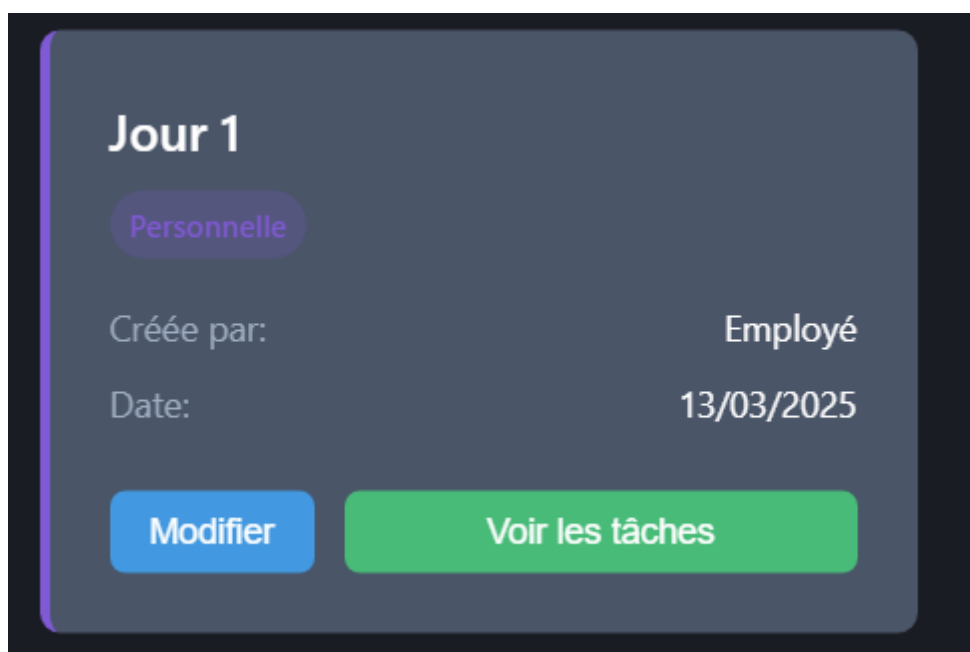 Jour 1
Personnelle
Créée par: Employé
Date: 13/03/2025
Modifier Voir les tâches